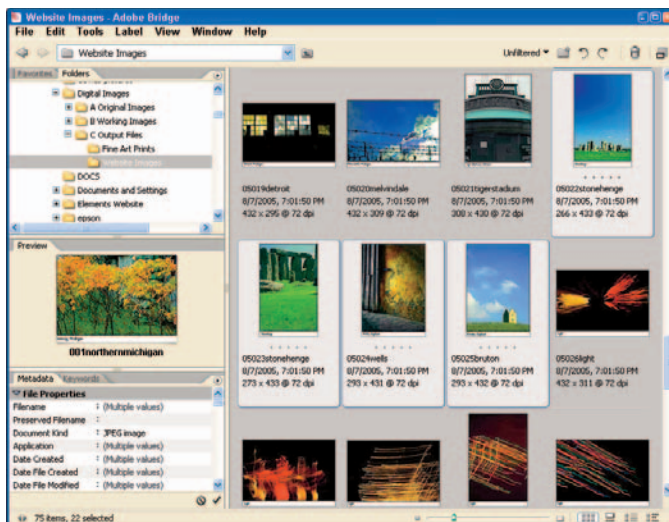 Website Images - Adobe Bridge
File Edit Tools Label View Window Help
Website Images
Unfiltered
Favorites Folders
Digital Images
A Original Images
B Working Images
C Output Files
Fine Art Prints
Website Images
DOCS
Documents and Settings
Elements Website
epson
Preview
001northernmichigan
Metadata Keywords
File Properties
Filename : (Multiple values)
Preserved Filename :
Document Kind : JPEG image
Application : (Multiple values)
Date Created : (Multiple values)
Date File Created : (Multiple values)
Date File Modified : (Multiple values)
75 items, 22 selected
05019detroit
8/7/2005, 7:01:50 PM
432 x 295 @ 72 dpi
05020melvindale
8/7/2005, 7:01:50 PM
432 x 309 @ 72 dpi
05021tigerstadium
8/7/2005, 7:01:50 PM
308 x 430 @ 72 dpi
05022stonehenge
8/7/2005, 7:01:50 PM
266 x 433 @ 72 dpi
05023stonehenge
8/7/2005, 7:01:50 PM
273 x 433 @ 72 dpi
05024wells
8/7/2005, 7:01:50 PM
293 x 431 @ 72 dpi
05025bruton
8/7/2005, 7:01:50 PM
293 x 432 @ 72 dpi
05026light
8/7/2005, 7:01:50 PM
432 x 311 @ 72 dpi